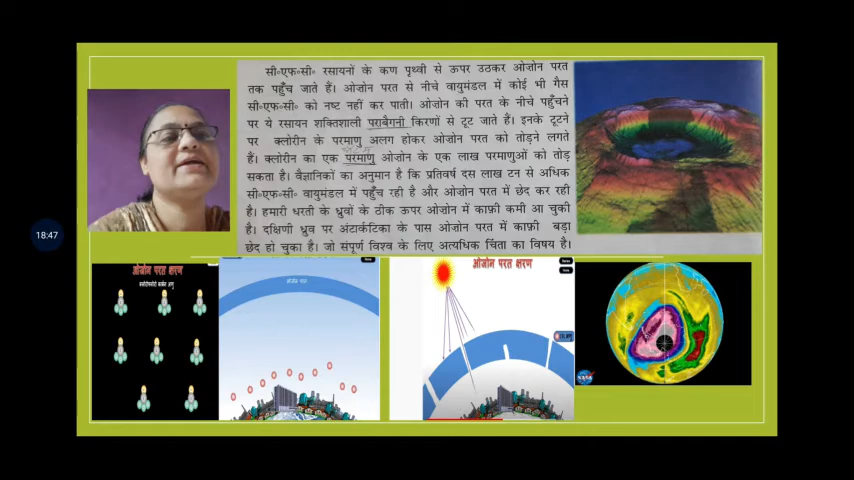 सी॰एफ॰सी॰ रसायनों के कण पृथ्वी से ऊपर उठकर ओज़ोन परत
तक पहुँच जाते हैं। ओज़ोन परत से नीचे वायुमंडल में कोई भी गैस
सी॰एफ॰सी॰ को नष्ट नहीं कर पाती। ओज़ोन की परत के नीचे पहुँचने
पर ये रसायन शक्तिशाली पराबैगनी किरणों से टूट जाते हैं। इनके टूटने
पर क्लोरीन के परमाणु अलग होकर ओज़ोन परत को तोड़ने लगते
हैं। क्लोरीन का एक परमाणु ओज़ोन के एक लाख परमाणुओं को तोड़
सकता है। वैज्ञानिकों का अनुमान है कि प्रतिवर्ष दस लाख टन से अधिक
सी॰एफ॰सी॰ वायुमंडल में पहुँच रही है और ओज़ोन परत में छेद कर रही
है। हमारी धरती के ध्रुवों के ठीक ऊपर ओज़ोन में काफ़ी कमी आ चुकी
है। दक्षिणी ध्रुव पर अंटार्कटिका के पास ओज़ोन परत में काफ़ी बड़ा
छेद हो चुका है। जो संपूर्ण विश्व के लिए अत्यधिक चिंता का विषय है।
18:47
ओज़ोन परत क्षरण
ओज़ोन परत
ओज़ोन परत क्षरण
NASA